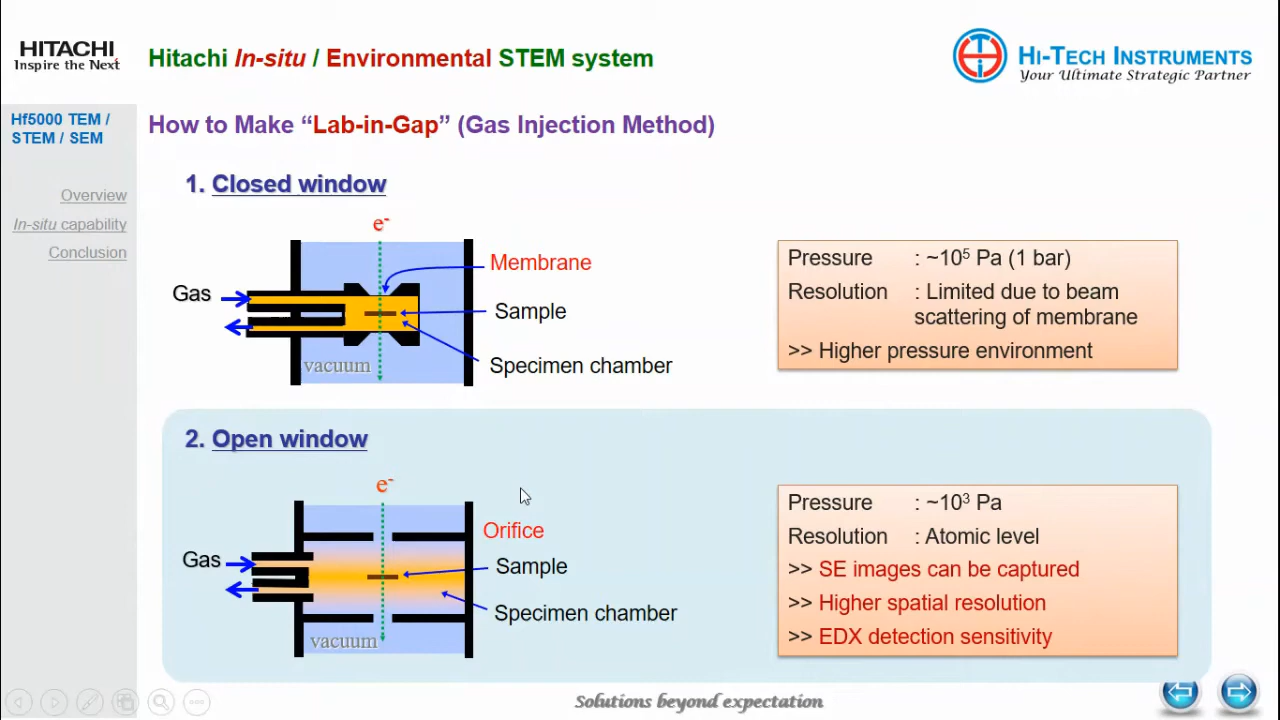 HITACHI
Inspire the Next
Hitachi In-situ / Environmental STEM system
HI-TECH INSTRUMENTS
Your Ultimate Strategic Partner
Hf5000 TEM /
STEM / SEM
Overview
In-situ capability
Conclusion
How to Make “Lab-in-Gap” (Gas Injection Method)
1. Closed window
e-
Membrane
Gas
Sample
Specimen chamber
vacuum
Pressure : ~10⁵ Pa (1 bar)
Resolution : Limited due to beam
scattering of membrane
>> Higher pressure environment
2. Open window
e-
Orifice
Gas
Sample
Specimen chamber
vacuum
Pressure : ~10³ Pa
Resolution : Atomic level
>> SE images can be captured
>> Higher spatial resolution
>> EDX detection sensitivity
Solutions beyond expectation